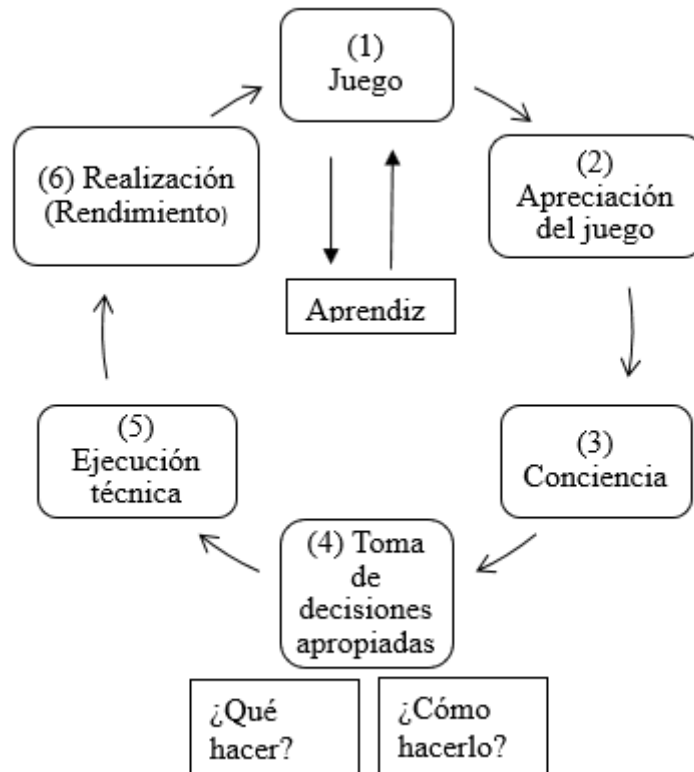 (1)
Juego
(2)
Apreciación
del juego
(3)
Conciencia
(4) Toma
de
decisiones
apropiadas
¿Qué
hacer?
¿Cómo
hacerlo?
(5)
Ejecución
técnica
(6) Realización
(Rendimiento)
Aprendiz